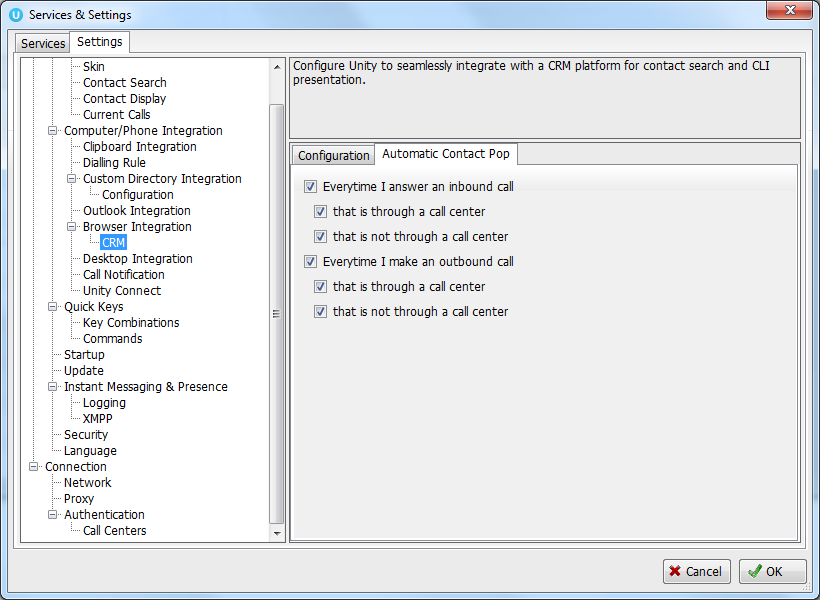 Services & Settings
Services
Settings
Skin
Contact Search
Contact Display
Current Calls
Computer/Phone Integration
Clipboard Integration
Dialling Rule
Custom Directory Integration
Configuration
Outlook Integration
Browser Integration
CRM
Desktop Integration
Call Notification
Unity Connect
Quick Keys
Key Combinations
Commands
Startup
Update
Instant Messaging & Presence
Logging
XMPP
Security
Language
Connection
Network
Proxy
Authentication
Call Centers
Configure Unity to seamlessly integrate with a CRM platform for contact search and CLI
presentation.
Configuration
Automatic Contact Pop
Everytime I answer an inbound call
that is through a call center
that is not through a call center
Everytime I make an outbound call
that is through a call center
that is not through a call center
Cancel
OK